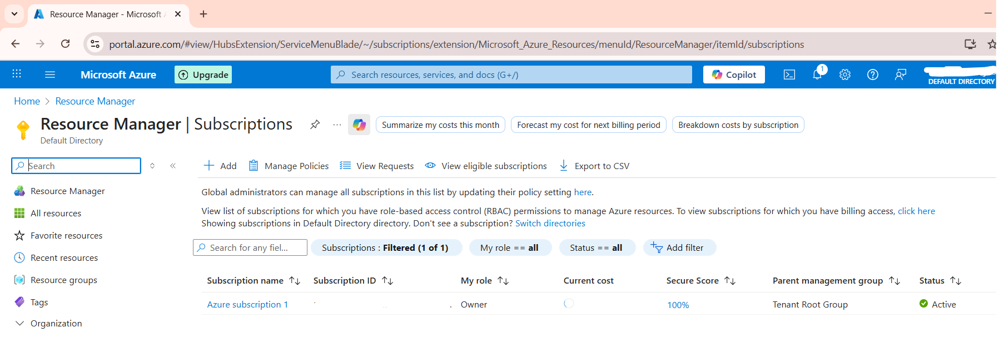 Resource Manager - Microsoft A
portal.azure.com/#view/HubsExtension/ServiceMenuBlade/~/subscriptions/extension/Microsoft_Azure_Resources/menuId/ResourceManager/itemId/subscriptions
Microsoft Azure
Upgrade
Search resources, services, and docs (G+/)
Copilot
1
DEFAULT DIRECTORY
Home > Resource Manager
Resource Manager | Subscriptions
...
Summarize my costs this month
Forecast my cost for next billing period
Breakdown costs by subscription
Default Directory
Search
Add
Manage Policies
View Requests
View eligible subscriptions
Export to CSV
Resource Manager
All resources
Favorite resources
Recent resources
Resource groups
Tags
Organization
Global administrators can manage all subscriptions in this list by updating their policy setting here.
View list of subscriptions for which you have role-based access control (RBAC) permissions to manage Azure resources. To view subscriptions for which you have billing access, click here
Showing subscriptions in Default Directory directory. Don't see a subscription? Switch directories
Search for any fiel...
Subscriptions : Filtered (1 of 1)
My role == all
Status == all
Add filter
Subscription name
Subscription ID
My role
Current cost
Secure Score
Parent management group
Status
Azure subscription 1
Owner
100%
Tenant Root Group
Active